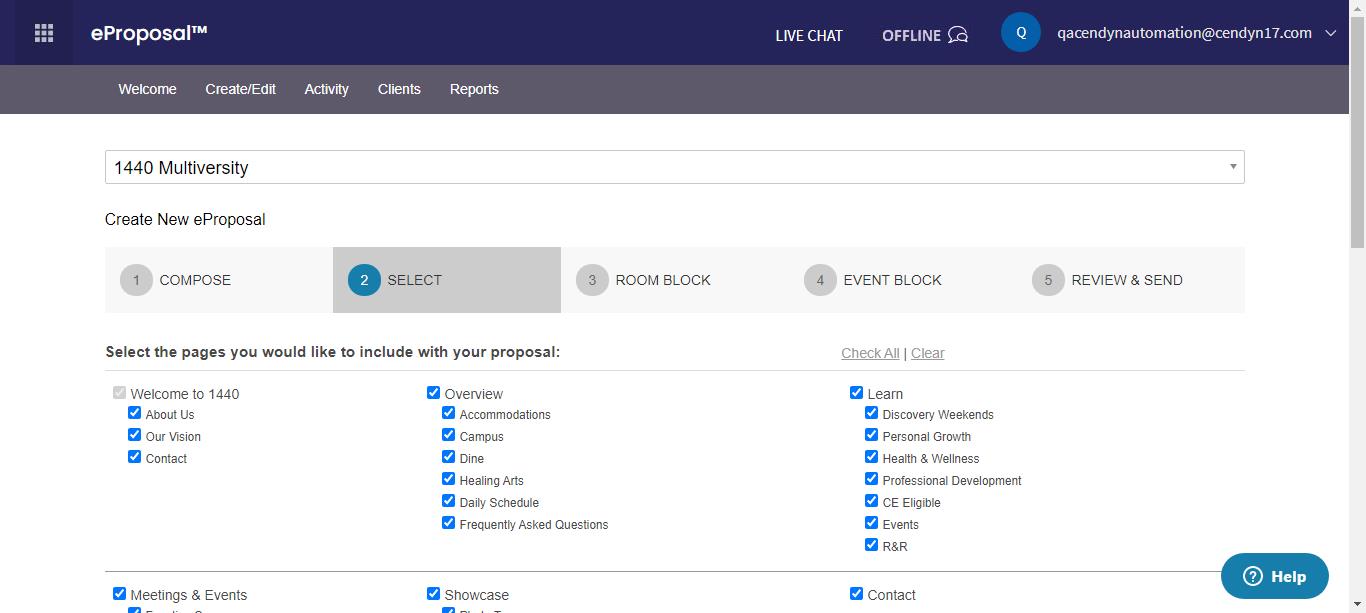 eProposal™
LIVE CHAT
OFFLINE
Q
qacendynautomation@cendyn17.com
Welcome
Create/Edit
Activity
Clients
Reports
1440 Multiversity
Create New eProposal
1 COMPOSE
2 SELECT
3 ROOM BLOCK
4 EVENT BLOCK
5 REVIEW & SEND
Select the pages you would like to include with your proposal:
Check All | Clear
Welcome to 1440
About Us
Our Vision
Contact
Overview
Accommodations
Campus
Dine
Healing Arts
Daily Schedule
Frequently Asked Questions
Learn
Discovery Weekends
Personal Growth
Health & Wellness
Professional Development
CE Eligible
Events
R&R
Meetings & Events
Showcase
Contact
? Help